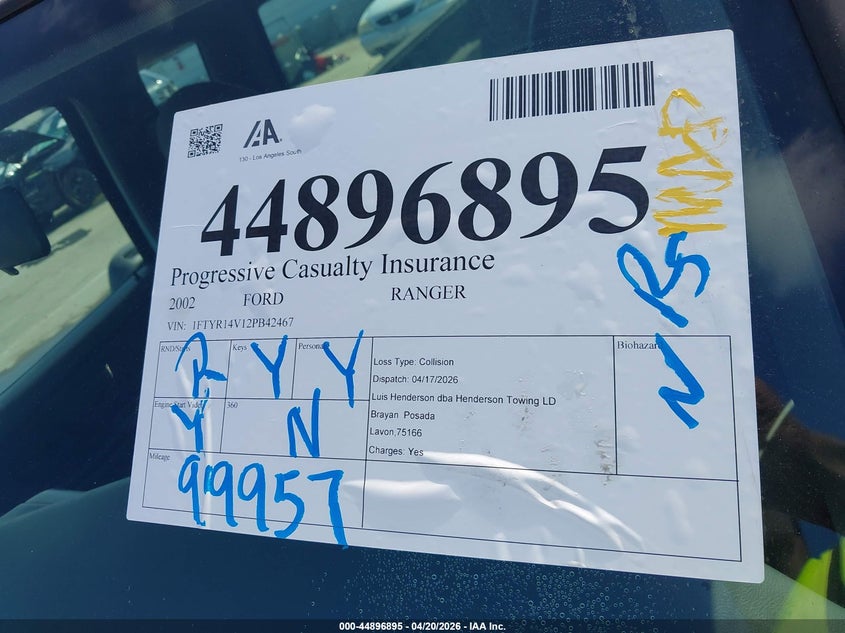 IAA
130 - Los Angeles South
44896895
Progressive Casualty Insurance
2002 FORD RANGER
VIN: 1FTYR14V12PB42467
RND/Stats R
Keys Y
Personal Y
Loss Type: Collision
Dispatch: 04/17/2026
Luis Henderson dba Henderson Towing LD
Brayan Posada
Lavon,75166
Charges: Yes
Biohazard N
Engine Start Video Y
360 N
Mileage
99957
000-44896895 - 04/20/2026 - IAA Inc.